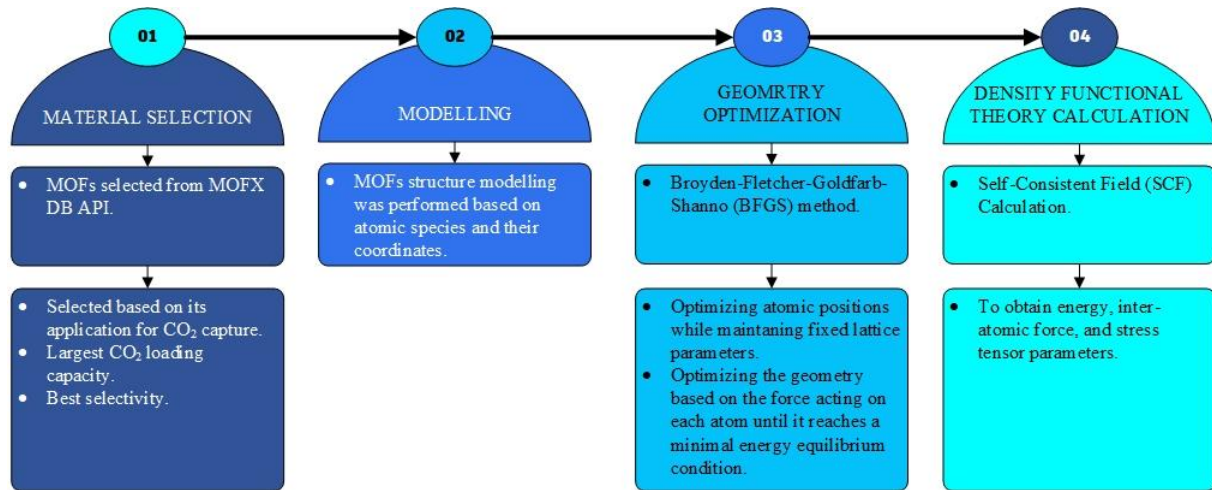 01
MATERIAL SELECTION
• MOFs selected from MOFX
DB API.
• Selected based on its
application for CO₂ capture.
• Largest CO₂ loading
capacity.
• Best selectivity.
02
MODELLING
• MOFs structure modelling
was performed based on
atomic species and their
coordinates.
03
GEOMRTRY
OPTIMIZATION
• Broyden-Fletcher-Goldfarb-
Shanno (BFGS) method.
• Optimizing atomic positions
while maintaning fixed lattice
parameters.
• Optimizing the geometry
based on the force acting on
each atom until it reaches a
minimal energy equilibrium
condition.
04
DENSITY FUNCTIONAL
THEORY CALCULATION
• Self-Consistent Field (SCF)
Calculation.
• To obtain energy, inter-
atomic force, and stress
tensor parameters.